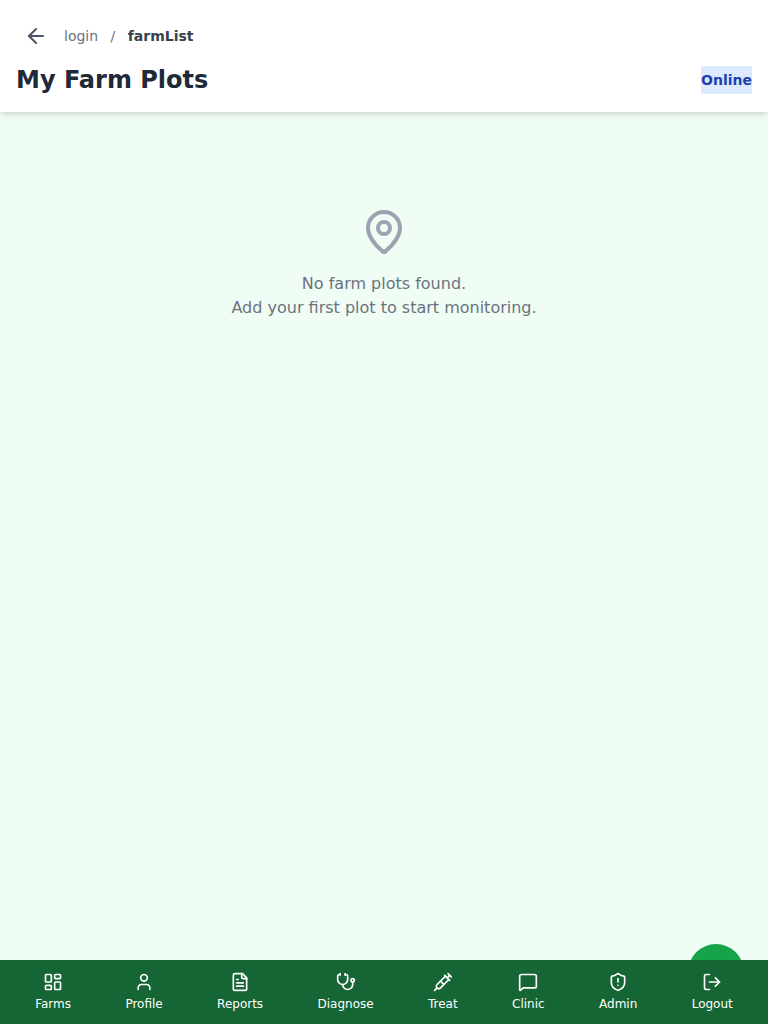 login / farmList
My Farm Plots
Online
No farm plots found.
Add your first plot to start monitoring.
Farms Profile Reports Diagnose Treat Clinic Admin Logout